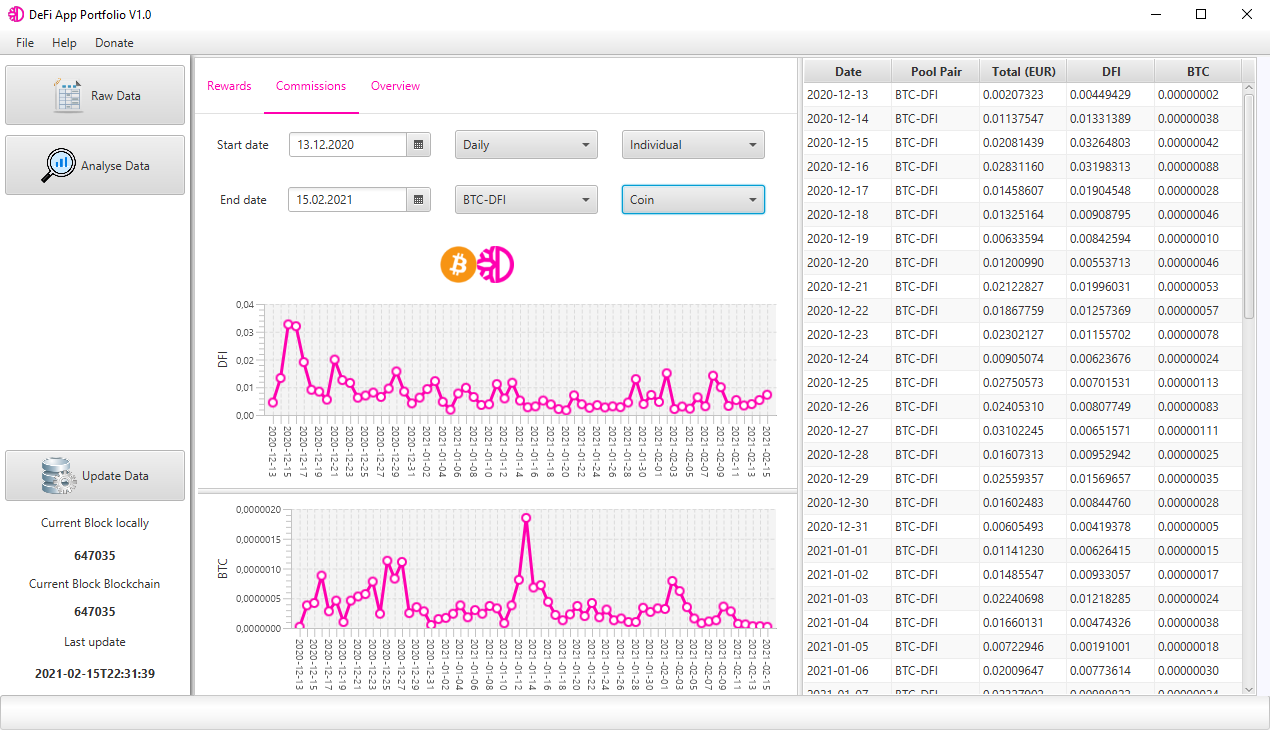 DeFi App Portfolio V1.0
File Help Donate
Raw Data
Analyse Data
Update Data
Current Block locally
647035
Current Block Blockchain
647035
Last update
2021-02-15T22:31:39
Rewards Commissions Overview
Start date 13.12.2020 Daily Individual
End date 15.02.2021 BTC-DFI Coin
DFI
0,04
0,03
0,02
0,01
0,00
2020-12-13 2020-12-15 2020-12-17 2020-12-19 2020-12-21 2020-12-23 2020-12-25 2020-12-27 2020-12-29 2020-12-31 2021-01-02 2021-01-04 2021-01-06 2021-01-08 2021-01-10 2021-01-12 2021-01-14 2021-01-16 2021-01-18 2021-01-20 2021-01-22 2021-01-24 2021-01-26 2021-01-28 2021-01-30 2021-02-01 2021-02-03 2021-02-05 2021-02-07 2021-02-09 2021-02-11 2021-02-13 2021-02-15
BTC
0,0000020
0,0000015
0,0000010
0,0000005
0,0000000
2020-12-13 2020-12-15 2020-12-17 2020-12-19 2020-12-21 2020-12-23 2020-12-25 2020-12-27 2020-12-29 2020-12-31 2021-01-02 2021-01-04 2021-01-06 2021-01-08 2021-01-10 2021-01-12 2021-01-14 2021-01-16 2021-01-18 2021-01-20 2021-01-22 2021-01-24 2021-01-26 2021-01-28 2021-01-30 2021-02-01 2021-02-03 2021-02-05 2021-02-07 2021-02-09 2021-02-11 2021-02-13 2021-02-15
Date Pool Pair Total (EUR) DFI BTC
2020-12-13 BTC-DFI 0.00207323 0.00449429 0.00000002
2020-12-14 BTC-DFI 0.01137547 0.01331389 0.00000038
2020-12-15 BTC-DFI 0.02081439 0.03264803 0.00000042
2020-12-16 BTC-DFI 0.02831160 0.03198313 0.00000088
2020-12-17 BTC-DFI 0.01458607 0.01904548 0.00000028
2020-12-18 BTC-DFI 0.01325164 0.00908795 0.00000046
2020-12-19 BTC-DFI 0.00633594 0.00842594 0.00000010
2020-12-20 BTC-DFI 0.01200990 0.00553713 0.00000046
2020-12-21 BTC-DFI 0.02122827 0.01996031 0.00000053
2020-12-22 BTC-DFI 0.01867759 0.01257369 0.00000057
2020-12-23 BTC-DFI 0.02302127 0.01155702 0.00000078
2020-12-24 BTC-DFI 0.00905074 0.00623676 0.00000024
2020-12-25 BTC-DFI 0.02750573 0.00701531 0.00000113
2020-12-26 BTC-DFI 0.02405310 0.00807749 0.00000083
2020-12-27 BTC-DFI 0.03102245 0.00651571 0.00000111
2020-12-28 BTC-DFI 0.01607313 0.00952942 0.00000025
2020-12-29 BTC-DFI 0.02559357 0.01569657 0.00000035
2020-12-30 BTC-DFI 0.01602483 0.00844760 0.00000028
2020-12-31 BTC-DFI 0.00605493 0.00419378 0.00000005
2021-01-01 BTC-DFI 0.01141230 0.00626415 0.00000015
2021-01-02 BTC-DFI 0.01485547 0.00933057 0.00000017
2021-01-03 BTC-DFI 0.02240698 0.01218285 0.00000024
2021-01-04 BTC-DFI 0.01660131 0.00474326 0.00000038
2021-01-05 BTC-DFI 0.00722946 0.00191001 0.00000018
2021-01-06 BTC-DFI 0.02009647 0.00773614 0.00000030
2021-01-07 BTC-DFI